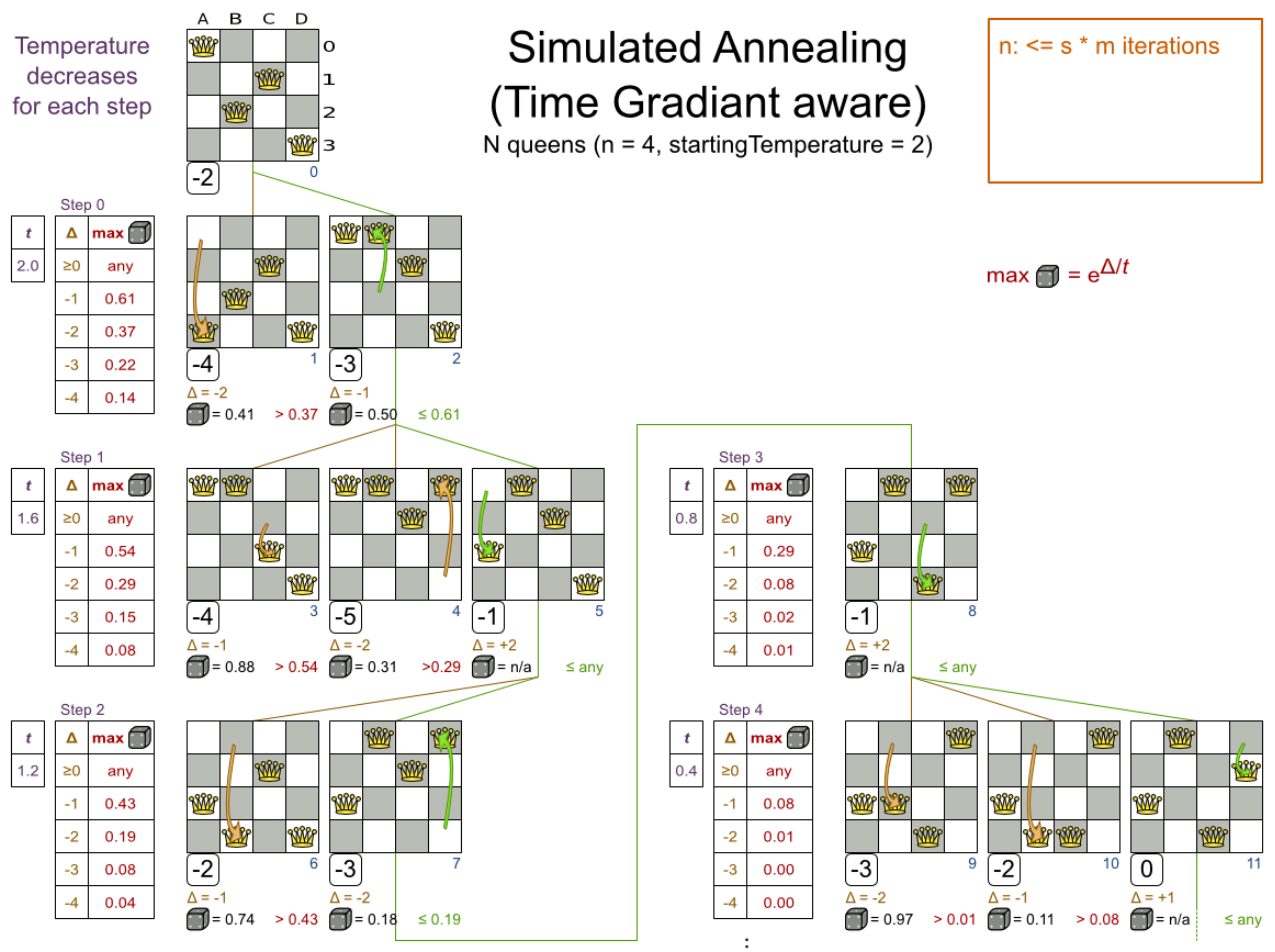 Temperature
decreases
for each step
A B C D
0
1
2
3
-2
0
Simulated Annealing
(Time Gradiant aware)
N queens (n = 4, startingTemperature = 2)
n: <= s * m iterations
max = e^Δ/t
Step 0
t
2.0
Δ max
≥0 any
-1 0.61
-2 0.37
-3 0.22
-4 0.14
-4 1
Δ = -2
= 0.41 > 0.37
-3 2
Δ = -1
= 0.50 ≤ 0.61
Step 1
t
1.6
Δ max
≥0 any
-1 0.54
-2 0.29
-3 0.15
-4 0.08
-4 3
Δ = -1
= 0.88 > 0.54
-5 4
Δ = -2
= 0.31 >0.29
-1 5
Δ = +2
= n/a ≤ any
Step 2
t
1.2
Δ max
≥0 any
-1 0.43
-2 0.19
-3 0.08
-4 0.04
-2 6
Δ = -1
= 0.74 > 0.43
-3 7
Δ = -2
= 0.18 ≤ 0.19
Step 3
t
0.8
Δ max
≥0 any
-1 0.29
-2 0.08
-3 0.02
-4 0.01
-1 8
Δ = +2
= n/a ≤ any
Step 4
t
0.4
Δ max
≥0 any
-1 0.08
-2 0.01
-3 0.00
-4 0.00
-3 9
Δ = -2
= 0.97 > 0.01
-2 10
Δ = -1
= 0.11 > 0.08
0 11
Δ = +1
= n/a ≤ any
: